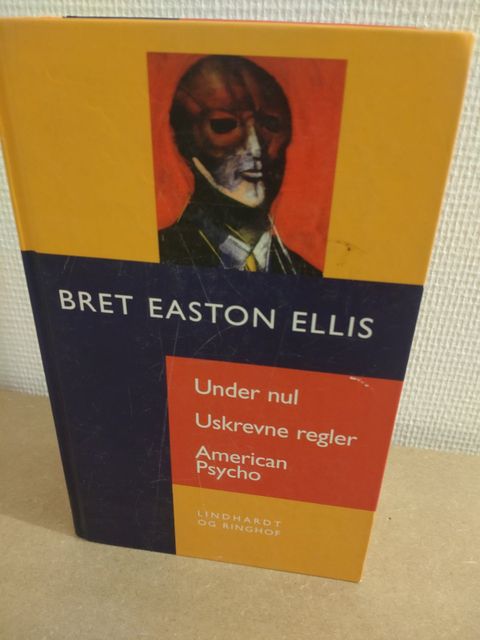 BRET EASTON ELLIS
Under nul
Uskrevne regler
American
Psycho
LINDHARDT
OG RINGHOF